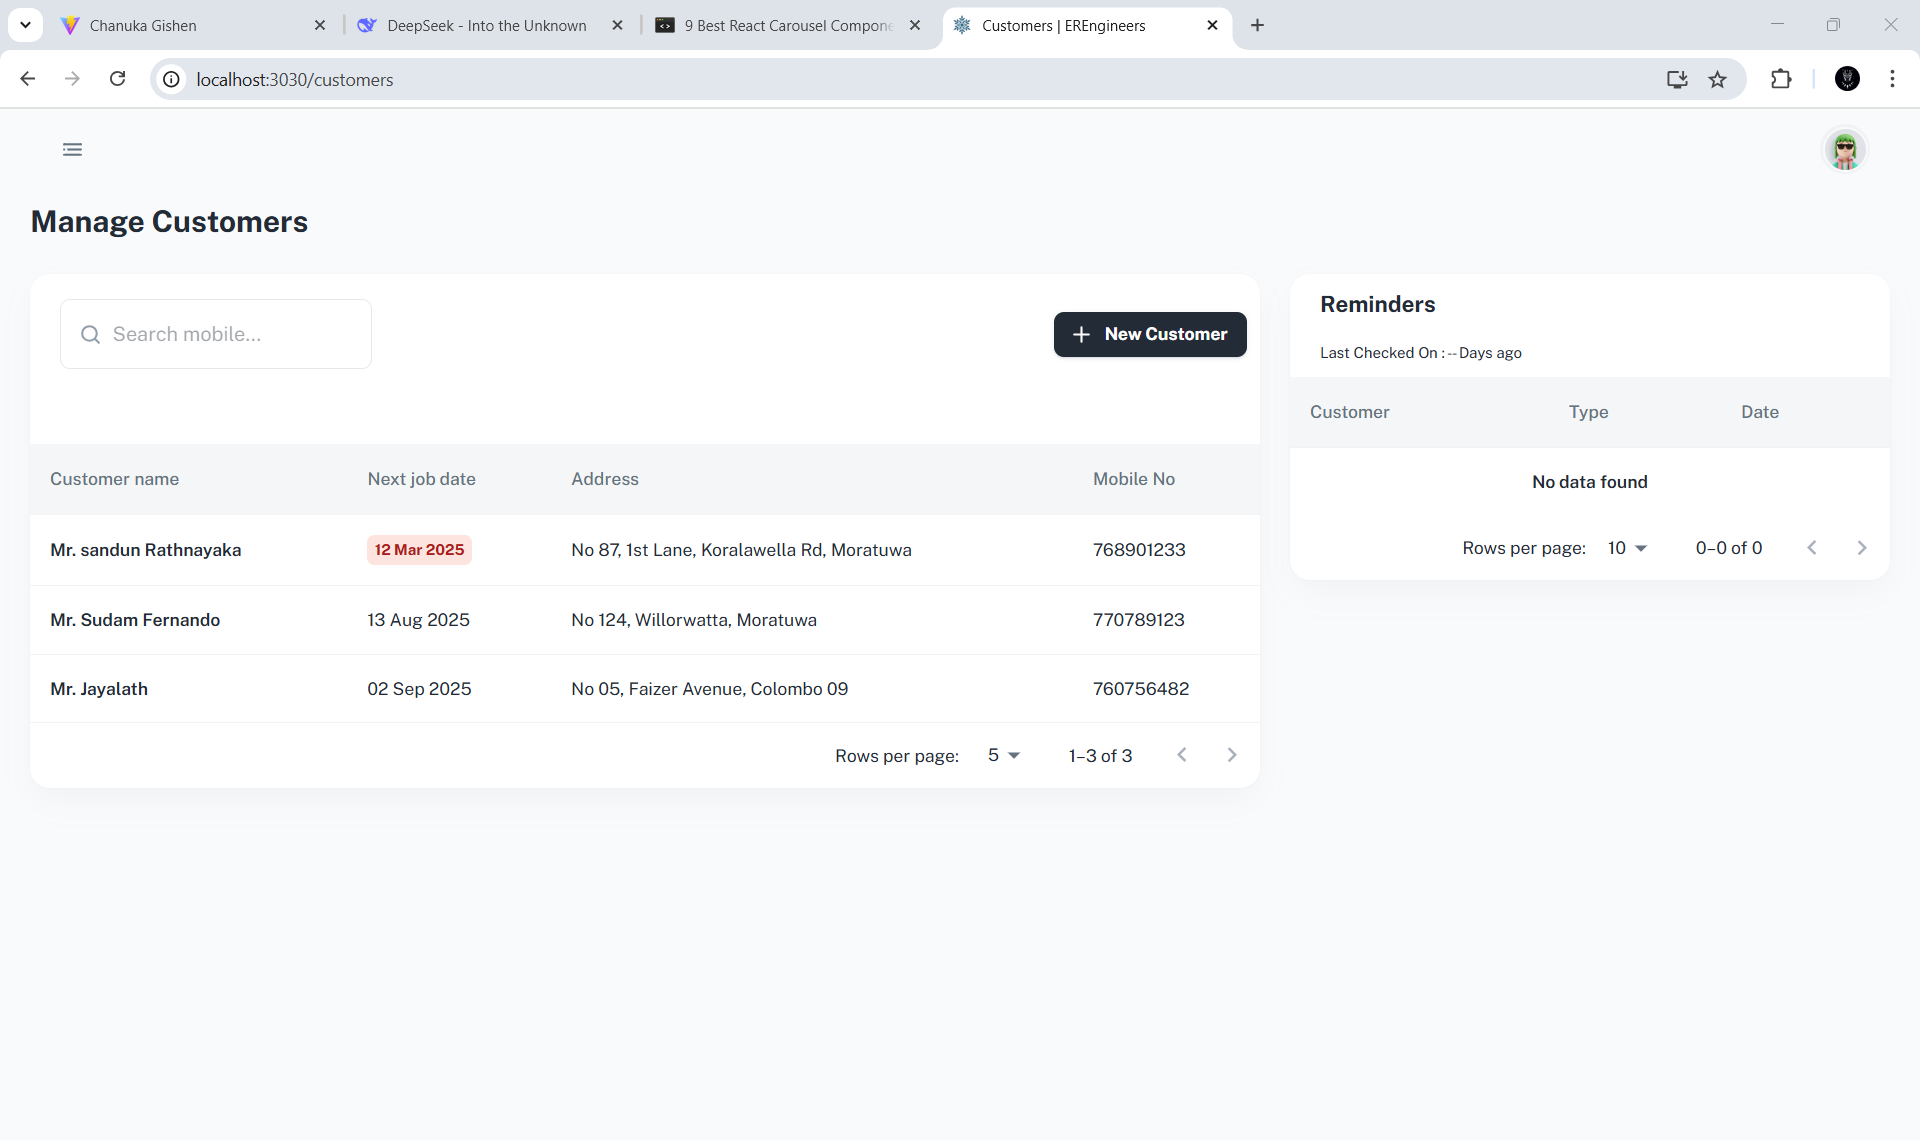 Chanuka Gishen
DeepSeek - Into the Unknown
9 Best React Carousel Compone
Customers | EREngineers
localhost:3030/customers
Manage Customers
Search mobile...
New Customer
Customer name Next job date Address Mobile No
Mr. sandun Rathnayaka 12 Mar 2025 No 87, 1st Lane, Koralawella Rd, Moratuwa 768901233
Mr. Sudam Fernando 13 Aug 2025 No 124, Willorwatta, Moratuwa 770789123
Mr. Jayalath 02 Sep 2025 No 05, Faizer Avenue, Colombo 09 760756482
Rows per page: 5 1–3 of 3
Reminders
Last Checked On : -- Days ago
Customer Type Date
No data found
Rows per page: 10 0–0 of 0